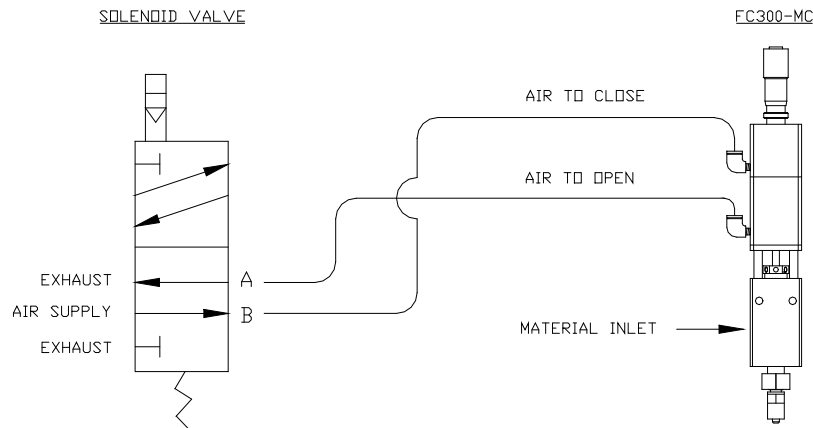 SOLENOID VALVE
FC300-MC
AIR TO CLOSE
AIR TO OPEN
EXHAUST
A
AIR SUPPLY
B
EXHAUST
MATERIAL INLET